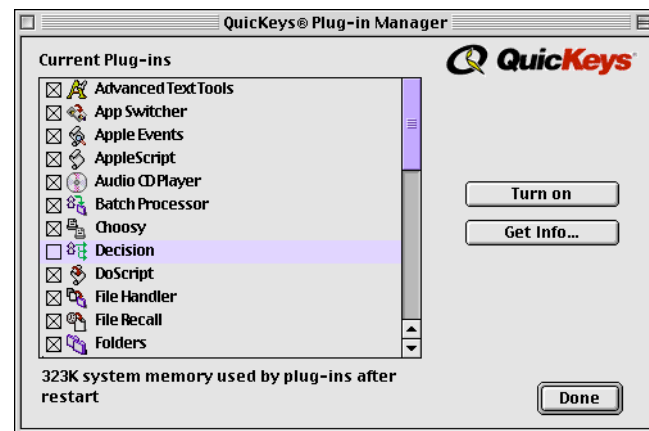 QuicKeys® Plug-in Manager
Current Plug-ins
QuicKeys
Advanced Text Tools
App Switcher
Apple Events
AppleScript
Audio CD Player
Batch Processor
Choosy
Decision
DoScript
File Handler
File Recall
Folders
Turn on
Get Info...
323K system memory used by plug-ins after
restart
Done